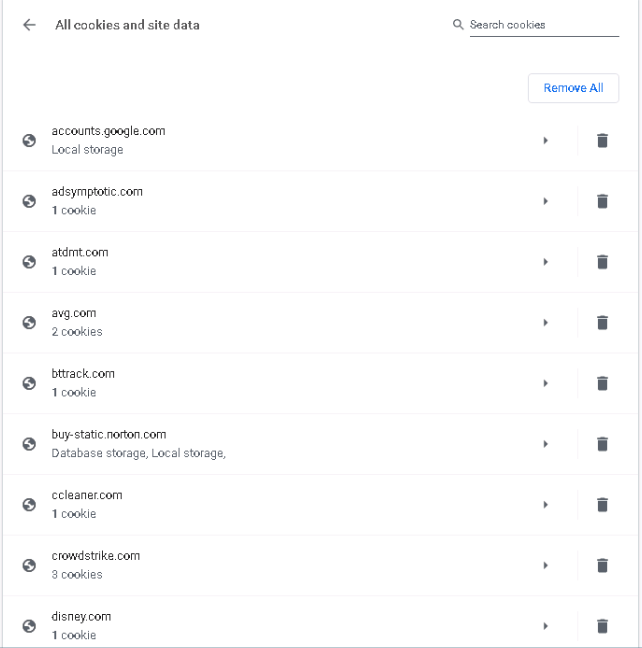 All cookies and site data
Search cookies
Remove All
accounts.google.com
Local storage
adsymptotic.com
1 cookie
atdmt.com
1 cookie
avg.com
2 cookies
bttrack.com
1 cookie
buy-static.norton.com
Database storage, Local storage,
ccleaner.com
1 cookie
crowdstrike.com
3 cookies
disney.com
1 cookie